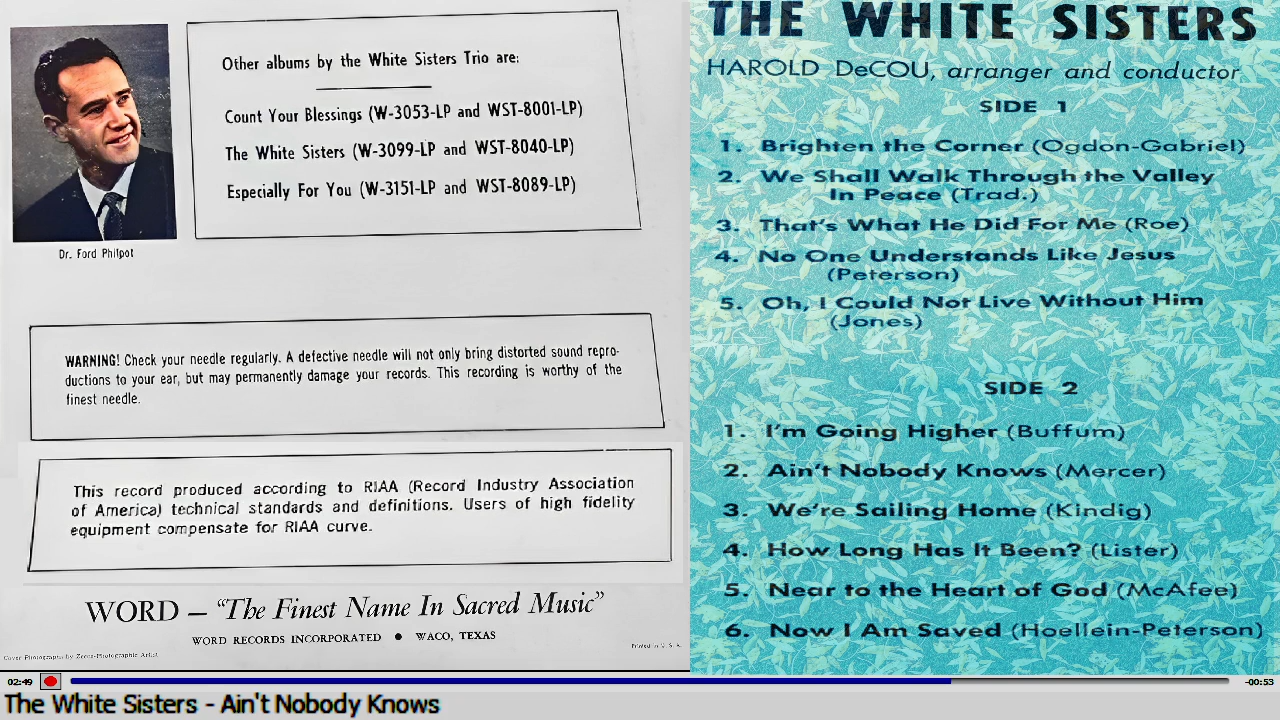 Other albums by the White Sisters Trio are:
Count Your Blessings (W-3053-LP and WST-8001-LP)
The White Sisters (W-3099-LP and WST-8040-LP)
Especially For You (W-3151-LP and WST-8089-LP)
Dr. Ford Philpot
WARNING! Check your needle regularly. A defective needle will not only bring distorted sound repro-
ductions to your ear, but may permanently damage your records. This recording is worthy of the
finest needle.
This record produced according to RIAA (Record Industry Association
of America) technical standards and definitions. Users of high fidelity
equipment compensate for RIAA curve.
WORD — "The Finest Name In Sacred Music"
WORD RECORDS INCORPORATED ● WACO, TEXAS
Printed in U. S. A.
THE WHITE SISTERS
HAROLD DeCOU, arranger and conductor
SIDE 1
1. Brighten the Corner (Ogdon-Gabriel)
2. We Shall Walk Through the Valley
In Peace (Trad.)
3. That's What He Did For Me (Roe)
4. No One Understands Like Jesus
(Peterson)
5. Oh, I Could Not Live Without Him
(Jones)
SIDE 2
1. I'm Going Higher (Buffum)
2. Ain't Nobody Knows (Mercer)
3. We're Sailing Home (Kindig)
4. How Long Has It Been? (Lister)
5. Near to the Heart of God (McAfee)
6. Now I Am Saved (Hoellein-Peterson)
02:49
-00:53
The White Sisters - Ain't Nobody Knows